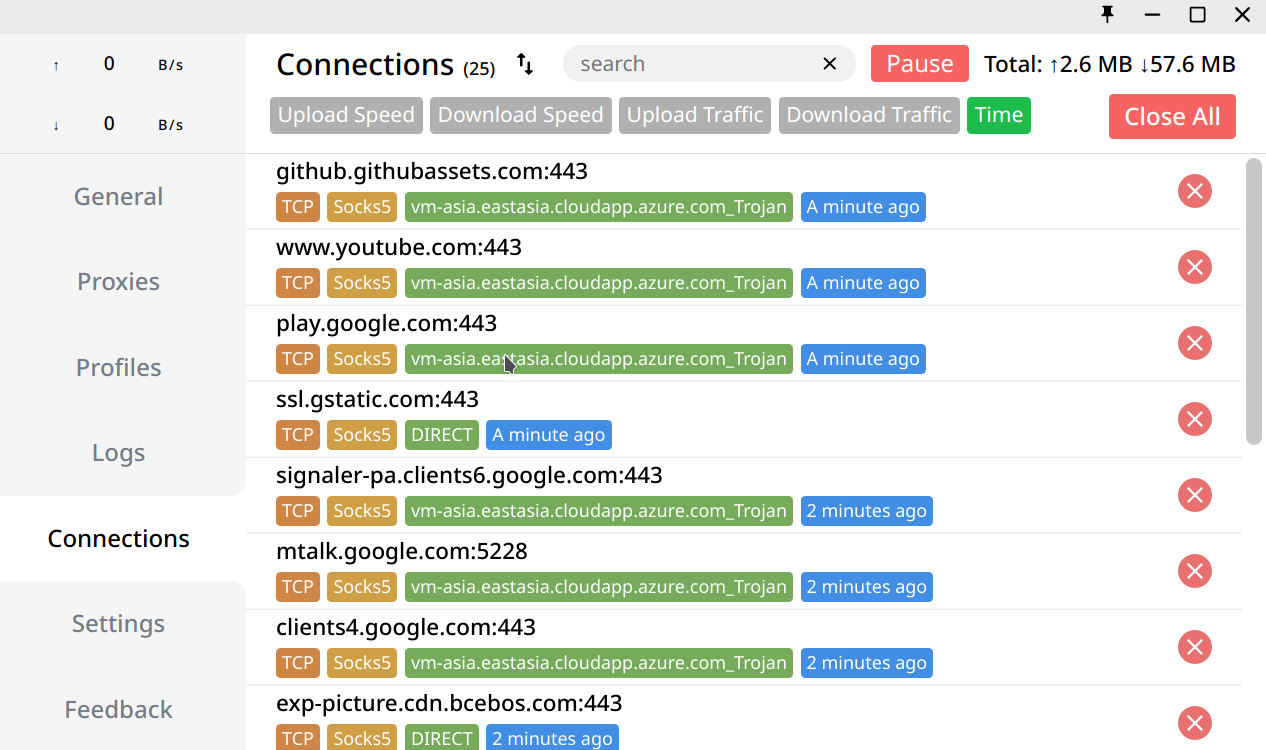 ↑ 0 B/s
↓ 0 B/s
General
Proxies
Profiles
Logs
Connections
Settings
Feedback
Connections (25) search Pause Total: ↑2.6 MB ↓57.6 MB
Upload Speed Download Speed Upload Traffic Download Traffic Time Close All
github.githubassets.com:443
TCP Socks5 vm-asia.eastasia.cloudapp.azure.com_Trojan A minute ago
www.youtube.com:443
TCP Socks5 vm-asia.eastasia.cloudapp.azure.com_Trojan A minute ago
play.google.com:443
TCP Socks5 vm-asia.eastasia.cloudapp.azure.com_Trojan A minute ago
ssl.gstatic.com:443
TCP Socks5 DIRECT A minute ago
signaler-pa.clients6.google.com:443
TCP Socks5 vm-asia.eastasia.cloudapp.azure.com_Trojan 2 minutes ago
mtalk.google.com:5228
TCP Socks5 vm-asia.eastasia.cloudapp.azure.com_Trojan 2 minutes ago
clients4.google.com:443
TCP Socks5 vm-asia.eastasia.cloudapp.azure.com_Trojan 2 minutes ago
exp-picture.cdn.bcebos.com:443
TCP Socks5 DIRECT 2 minutes ago